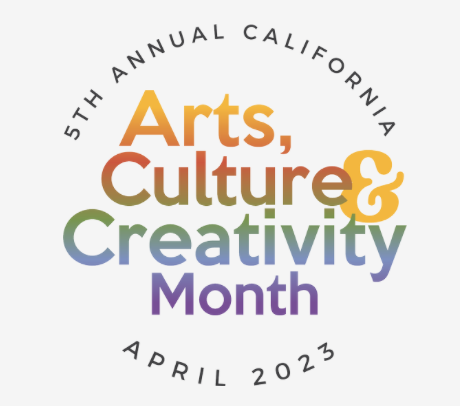 5TH ANNUAL CALIFORNIA
Arts,
Culture &
Creativity
Month
APRIL 2023